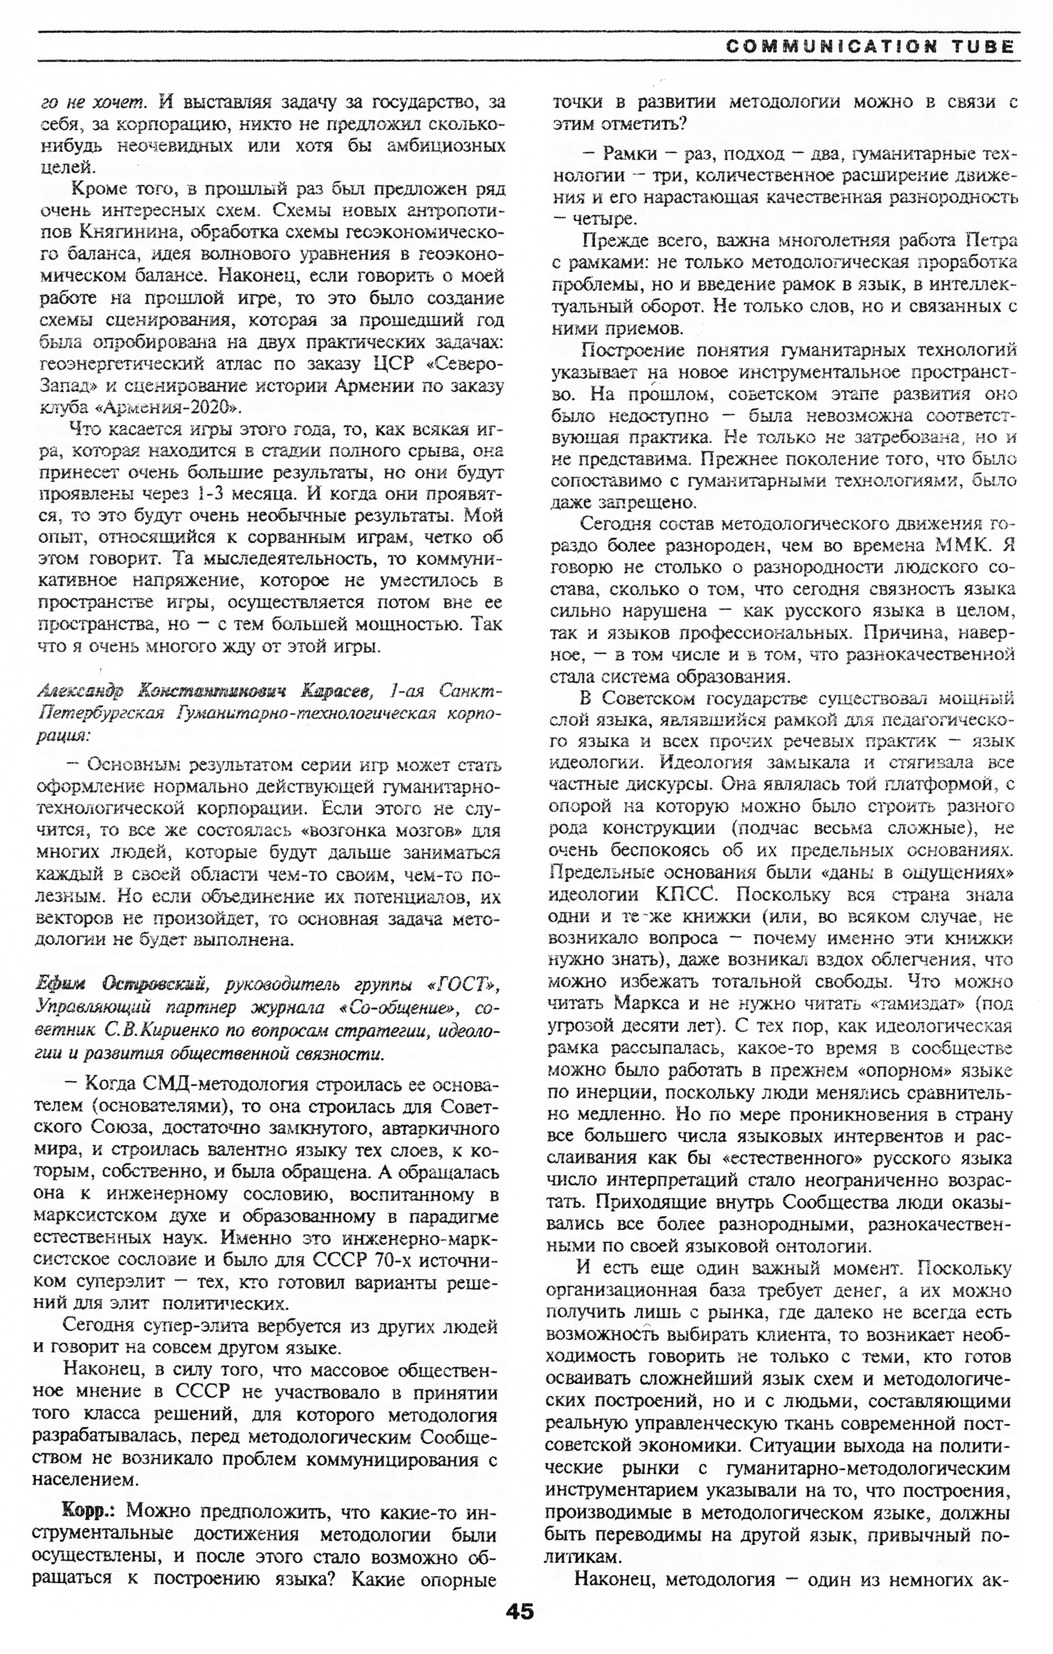 COMMUNICATION TUBE
го не хочет. И выставляя задачу за государство, за
себя, за корпорацию, никто не предложил сколько-
нибудь неочевидных или хотя бы амбициозных
целей.
Кроме того, в прошлый раз был предложен ряд
очень интересных схем. Схемы новых антропоти-
пов Княгинина, обработка схемы геоэкономическо-
го баланса, идея волнового уравнения в геоэконо-
мическом балансе. Наконец, если говорить о моей
работе на прошлой игре, то это было создание
схемы сценирования, которая за прошедший год
была опробирована на двух практических задачах:
геоэнергетический атлас по заказу ЦСР «Северо-
Запад» и сценирование истории Армении по заказу
клуба «Армения-2020».
Что касается игры этого года, то, как всякая иг-
ра, которая находится в стадии полного срыва, она
принесет очень большие результаты, но они будут
проявлены через 1-3 месяца. И когда они проявят-
ся, то это будут очень необычные результаты. Мой
опыт, относящийся к сорванным играм, четко об
этом говорит. Та мыследеятельность, то коммуни-
кативное напряжение, которое не уместилось в
пространстве игры, осуществляется потом вне ее
пространства, но — с тем большей мощностью. Так
что я очень многого жду от этой игры.
Александр Константинович Карасев, 1-ая Санкт-
Петербургская Гуманитарно-технологическая корпо-
рация:
— Основным результатом серии игр может стать
оформление нормально действующей гуманитарно-
технологической корпорации. Если этого не слу-
чится, то все же состоялась «возгонка мозгов» для
многих людей, которые будут дальше заниматься
каждый в своей области чем-то своим, чем-то по-
лезным. Но если объединение их потенциалов, их
векторов не произойдет, то основная задача мето-
дологии не будет выполнена.
Ефим Островский, руководитель группы «ГОСТ»,
Управляющий партнер журнала «Со-общение», со-
ветник С.В.Кириенко по вопросам стратегии, идеоло-
гии и развития общественной связности.
— Когда СМД-методология строилась ее основа-
телем (основателями), то она строилась для Совет-
ского Союза, достаточно замкнутого, автаркичного
мира, и строилась валентно языку тех слоев, к ко-
торым, собственно, и была обращена. А обращалась
она к инженерному сословию, воспитанному в
марксистском духе и образованному в парадигме
естественных наук. Именно это инженерно-марк-
систское сословие и было для СССР 70-х источни-
ком суперэлит — тех, кто готовил варианты реше-
ний для элит политических.
Сегодня супер-элита вербуется из других людей
и говорит на совсем другом языке.
Наконец, в силу того, что массовое обществен-
ное мнение в СССР не участвовало в принятии
того класса решений, для которого методология
разрабатывалась, перед методологическим Сообще-
ством не возникало проблем коммуницирования с
населением.
Корр.: Можно предположить, что какие-то ин-
струментальные достижения методологии были
осуществлены, и после этого стало возможно об-
ращаться к построению языка? Какие опорные
точки в развитии методологии можно в связи с
этим отметить?
— Рамки — раз, подход — два, гуманитарные тех-
нологии — три, количественное расширение движе-
ния и его нарастающая качественная разнородность
— четыре.
Прежде всего, важна многолетняя работа Петра
с рамками: не только методологическая проработка
проблемы, но и введение рамок в язык, в интеллек-
туальный оборот. Не только слов, но и связанных с
ними приемов.
Построение понятия гуманитарных технологий
указывает на новое инструментальное пространст-
во. На прошлом, советском этапе развития оно
было недоступно — была невозможна соответст-
вующая практика. Не только не затребована, но и
не представима. Прежнее поколение того, что было
сопоставимо с гуманитарными технологиями, было
даже запрещено.
Сегодня состав методологического движения го-
раздо более разнороден, чем во времена ММК. Я
говорю не столько о разнородности людского со-
става, сколько о том, что сегодня связность языка
сильно нарушена — как русского языка в целом,
так и языков профессиональных. Причина, навер-
ное, — в том числе и в том, что разнокачественной
стала система образования.
В Советском государстве существовал мощный
слой языка, являвшийся рамкой для педагогическо-
го языка и всех прочих речевых практик — язык
идеологии. Идеология замыкала и стягивала все
частные дискурсы. Она являлась той платформой, с
опорой на которую можно было строить разного
рода конструкции (подчас весьма сложные), не
очень беспокоясь об их предельных основаниях.
Предельные основания были «даны в ощущениях»
идеологии КПСС. Поскольку вся страна знала
одни и те же книжки (или, во всяком случае, не
возникало вопроса — почему именно эти книжки
нужно знать), даже возникал вздох облегчения, что
можно избежать тотальной свободы. Что можно
читать Маркса и не нужно читать «тамиздат» (под
угрозой десяти лет). С тех пор, как идеологическая
рамка рассыпалась, какое-то время в сообществе
можно было работать в прежнем «опорном» языке
по инерции, поскольку люди менялись сравнитель-
но медленно. Но по мере проникновения в страну
все большего числа языковых интервентов и рас-
слаивания как бы «естественного» русского языка
число интерпретаций стало неограниченно возрас-
тать. Приходящие внутрь Сообщества люди оказы-
вались все более разнородными, разнокачествен-
ными по своей языковой онтологии.
И есть еще один важный момент. Поскольку
организационная база требует денег, а их можно
получить лишь с рынка, где далеко не всегда есть
возможность выбирать клиента, то возникает необ-
ходимость говорить не только с теми, кто готов
осваивать сложнейший язык схем и методологиче-
ских построений, но и с людьми, составляющими
реальную управленческую ткань современной пост-
советской экономики. Ситуации выхода на полити-
ческие рынки с гуманитарно-методологическим
инструментарием указывали на то, что построения,
производимые в методологическом языке, должны
быть переводимы на другой язык, привычный по-
литикам.
Наконец, методология — один из немногих ак-
45